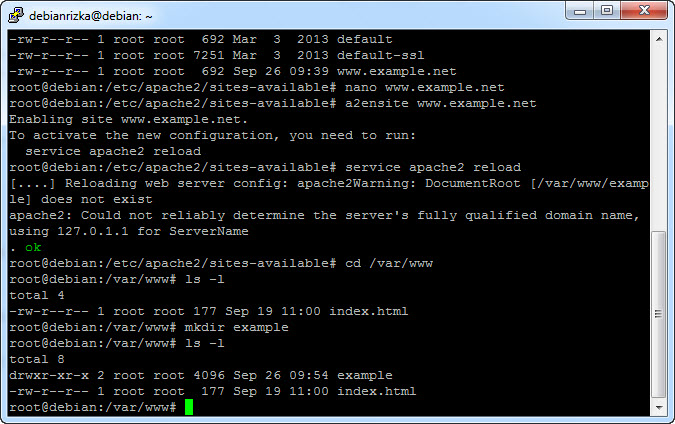 debianrizka@debian: ~
-rw-r--r-- 1 root root  692 Mar  3  2013 default
-rw-r--r-- 1 root root 7251 Mar  3  2013 default-ssl
-rw-r--r-- 1 root root  692 Sep 26 09:39 www.example.net
root@debian:/etc/apache2/sites-available# nano www.example.net
root@debian:/etc/apache2/sites-available# a2ensite www.example.net
Enabling site www.example.net.
To activate the new configuration, you need to run:
  service apache2 reload
root@debian:/etc/apache2/sites-available# service apache2 reload
[....] Reloading web server config: apache2Warning: DocumentRoot [/var/www/examp
le] does not exist
apache2: Could not reliably determine the server's fully qualified domain name,
using 127.0.1.1 for ServerName
. ok
root@debian:/etc/apache2/sites-available# cd /var/www
root@debian:/var/www# ls -l
total 4
-rw-r--r-- 1 root root 177 Sep 19 11:00 index.html
root@debian:/var/www# mkdir example
root@debian:/var/www# ls -l
total 8
drwxr-xr-x 2 root root 4096 Sep 26 09:54 example
-rw-r--r-- 1 root root  177 Sep 19 11:00 index.html
root@debian:/var/www#